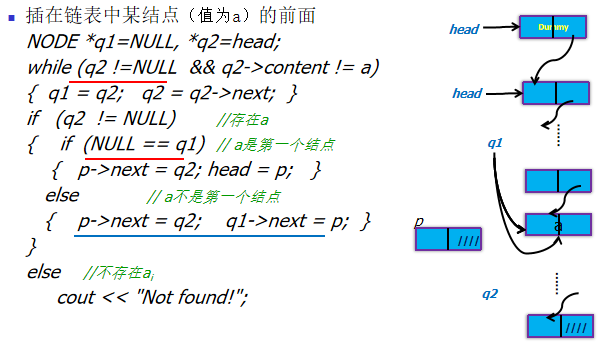 插在链表中某结点（值为a）的前面
NODE *q1=NULL, *q2=head;
while (q2 !=NULL && q2->content != a)
{ q1 = q2; q2 = q2->next; }
if (q2 != NULL) //存在a
{ if (NULL == q1) // a是第一个结点
{ p->next = q2; head = p; }
else // a不是第一个结点
{ p->next = q2; q1->next = p; }
}
else //不存在ai
cout << "Not found!";
head
Dummy
head
q1
a
p
////
q2
////